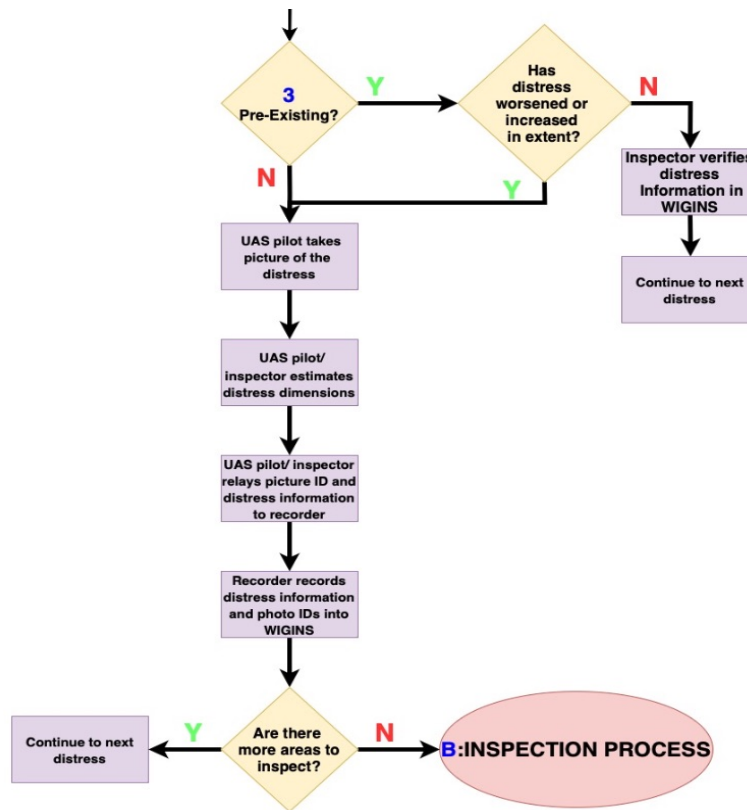 3
Pre-Existing?
Y
Has
distress
worsened or
increased
in extent?
N
Inspector verifies
distress
Information in
WIGINS
N
Y
UAS pilot takes
picture of the
distress
Continue to next
distress
UAS pilot/
inspector estimates
distress dimensions
UAS pilot/ inspector
relays picture ID and
distress information
to recorder
Recorder records
distress information
and photo IDs into
WIGINS
Continue to next
distress
Y
Are there
more areas to
inspect?
N
B:INSPECTION PROCESS